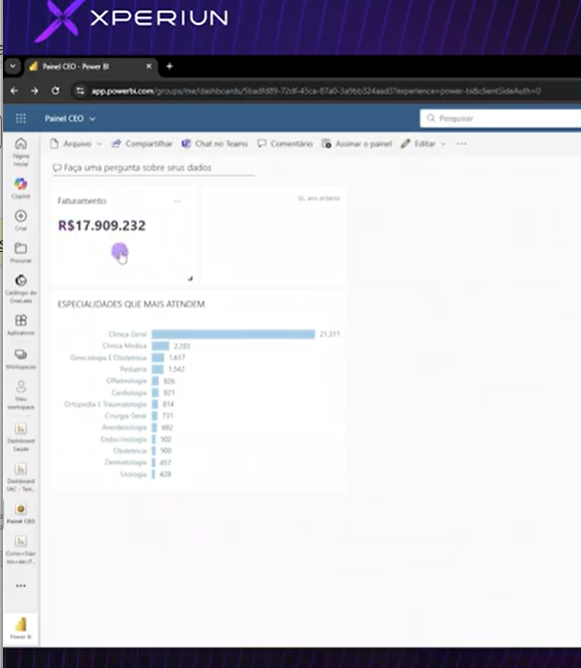 XPERIUN
Painel CEO - Power BI
app.powerbi.com/groups/me/dashboards/5badfd89-72df-45ca-87a0-3a9bb324aad3?experience=power-bi&clientSideAuth=0
Painel CEO
Pesquisar
Arquivo Compartilhar Chat no Teams Comentário Assinar o painel Editar
Página inicial
Faça uma pergunta sobre seus dados
Copilot
Criar
Procurar
Catálogo do OneLake
Aplicativos
Workspaces
Meu workspace
Dashboard Saúde
Dashboard SAC - Tem...
Painel CEO
Power BI
Faturamento
R$17.909.232
Vs. ano anterior
ESPECIALIDADES QUE MAIS ATENDEM
Clinica Geral 21.311
Clinica Medica 2.283
Ginecologia E Obstetricia 1.617
Pediatria 1.542
Oftalmologia 926
Cardiologia 921
Ortopedia E Traumatologia 814
Cirurgia Geral 731
Anestesiologia 692
Endocrinologia 502
Obstetricia 500
Dermatologia 457
Urologia 428